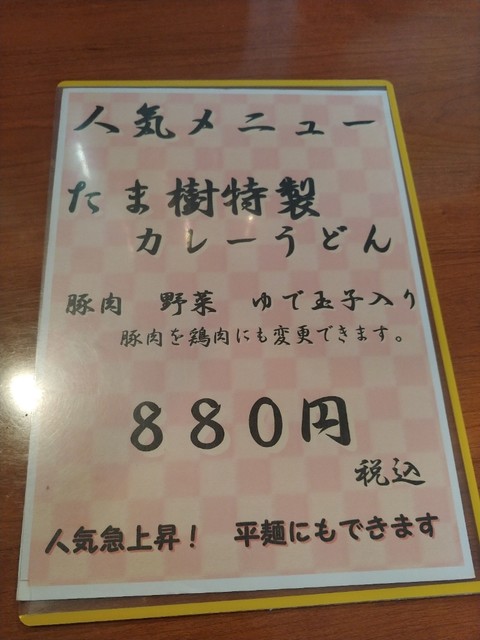 人気メニュー
たま樹特製
カレーうどん
豚肉　野菜　ゆで玉子入り
豚肉を鶏肉にも変更できます。
８８０円
税込
人気急上昇！　平麺にもできます